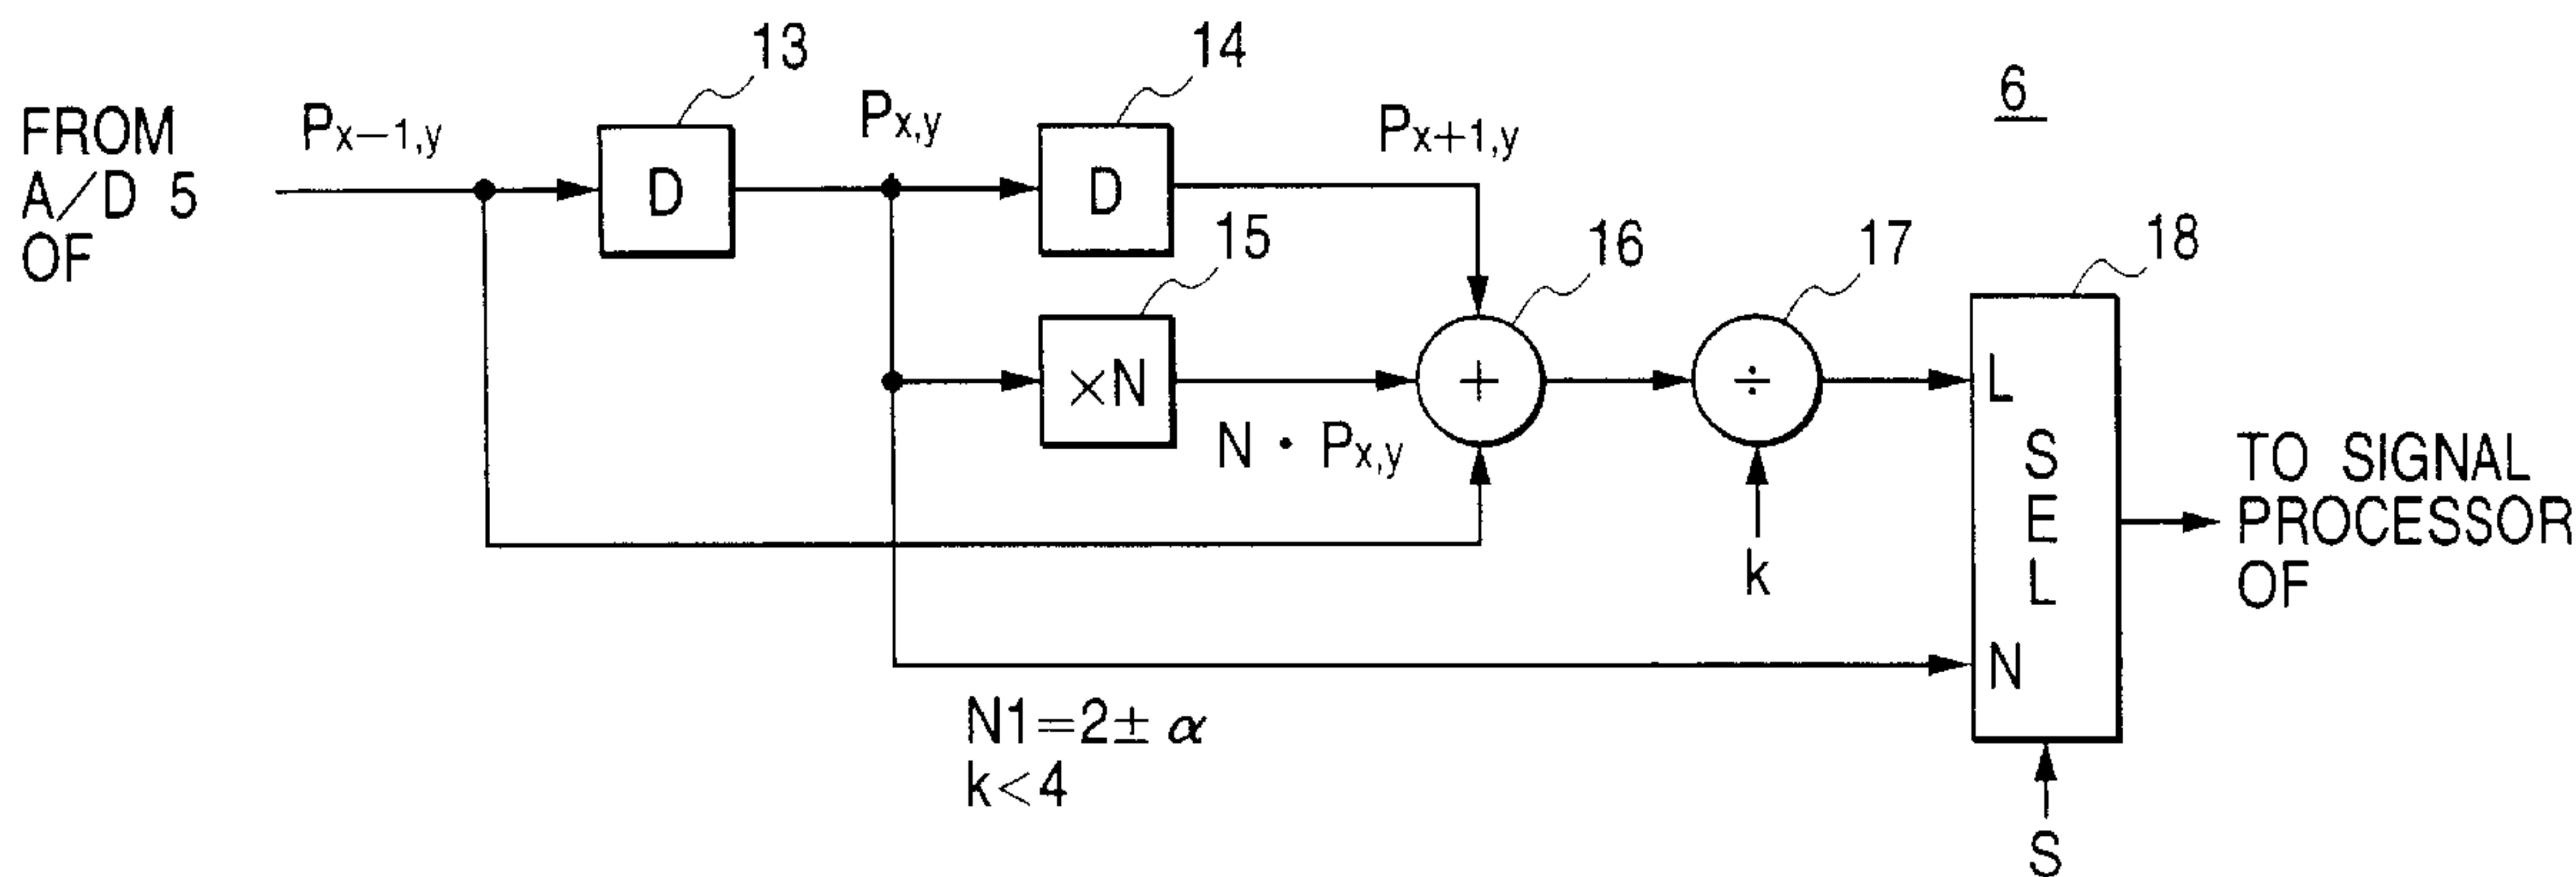 FROM
A/D 5
OF
Px-1,y
13
D
Px,y
14
D
Px+1,y
6
15
×N
N · Px,y
16
+
17
÷
k
18
L
S
E
L
N
S
TO SIGNAL
PROCESSOR
OF
N1=2± α
k<4